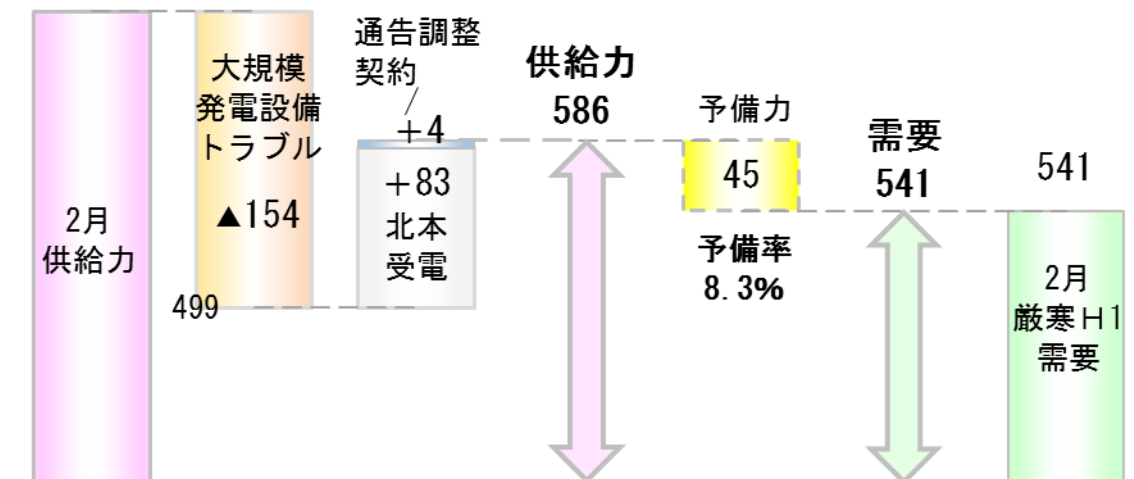 2月
供給力
大規模
発電設備
トラブル
▲154
499
通告調整
契約
+4
+83
北本
受電
供給力
586
予備力
45
予備率
8.3%
需要
541
541
2月
厳寒H1
需要